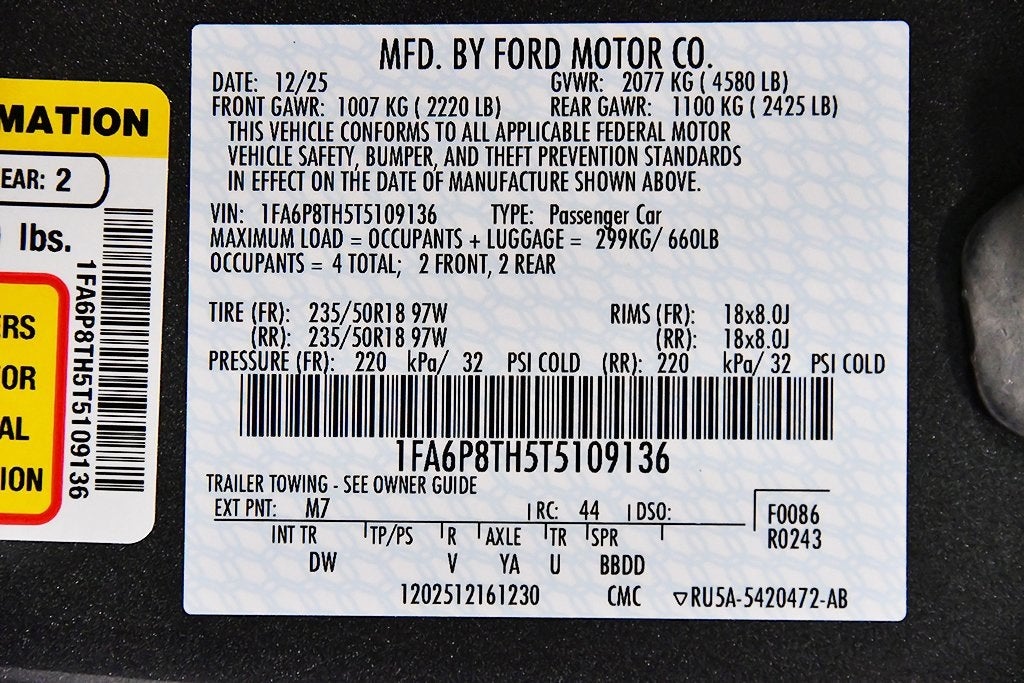 MATION
EAR: 2
lbs.
1FA6P8TH5T5109136
ERS
TOR
AL
ION
MFD. BY FORD MOTOR CO.
DATE: 12/25 GVWR: 2077 KG ( 4580 LB)
FRONT GAWR: 1007 KG ( 2220 LB) REAR GAWR: 1100 KG ( 2425 LB)
THIS VEHICLE CONFORMS TO ALL APPLICABLE FEDERAL MOTOR
VEHICLE SAFETY, BUMPER, AND THEFT PREVENTION STANDARDS
IN EFFECT ON THE DATE OF MANUFACTURE SHOWN ABOVE.
VIN: 1FA6P8TH5T5109136 TYPE: Passenger Car
MAXIMUM LOAD = OCCUPANTS + LUGGAGE = 299KG/ 660LB
OCCUPANTS = 4 TOTAL; 2 FRONT, 2 REAR
TIRE (FR): 235/50R18 97W RIMS (FR): 18x8.0J
(RR): 235/50R18 97W (RR): 18x8.0J
PRESSURE (FR): 220 kPa/ 32 PSI COLD (RR): 220 kPa/ 32 PSI COLD
1FA6P8TH5T5109136
TRAILER TOWING - SEE OWNER GUIDE
EXT PNT: M7 RC: 44 DSO: F0086
R0243
INT TR TP/PS R AXLE TR SPR
DW V YA U BBDD
1202512161230 CMC ▽RU5A-5420472-AB